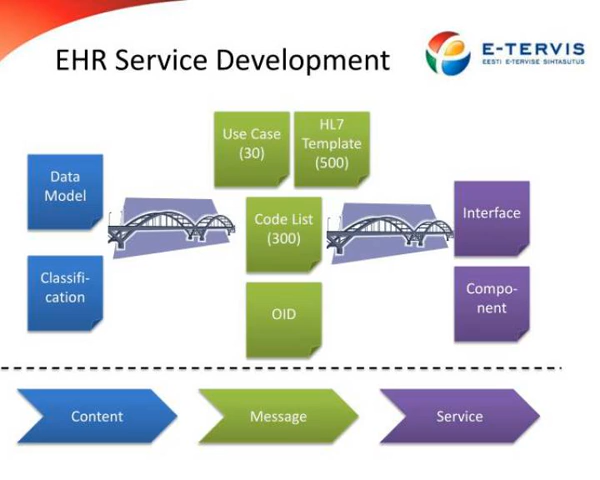 EHR Service Development
E-TERVIS
EESTI E-TERVISE SIHTASUTUS
Use Case
(30)
HL7
Template
(500)
Data
Model
Code List
(300)
Interface
Classifi-
cation
Compo-
nent
OID
Content
Message
Service